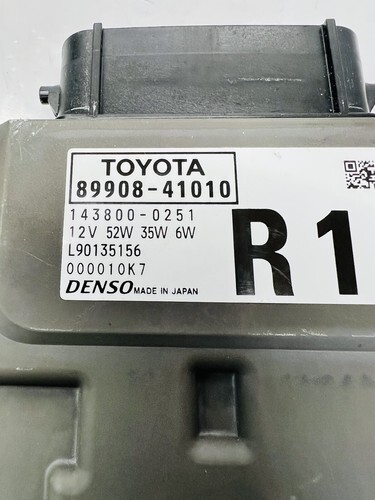 TOYOTA
89908-41010
143800-0251
12V 52W 35W 6W
L90135156
000010K7
DENSO MADE IN JAPAN
R1